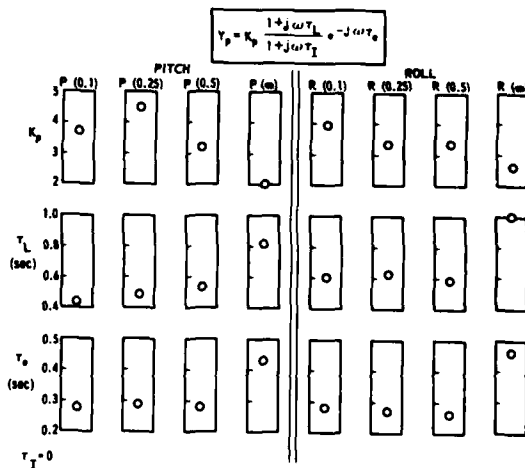 Y_p = K_p (1 + jωτ_L) / (1 + jωτ_I) e^{-jωτ_e}
PITCH ROLL
P (0.1) P (0.25) P (0.5) P (∞) R (0.1) R (0.25) R (0.5) R (∞)
5
4
K_p
3
2
1.0
τ_L 0.8
(sec) 0.6
0.4
0.5
τ_e 0.4
(sec) 0.3
0.2
τ_I = 0